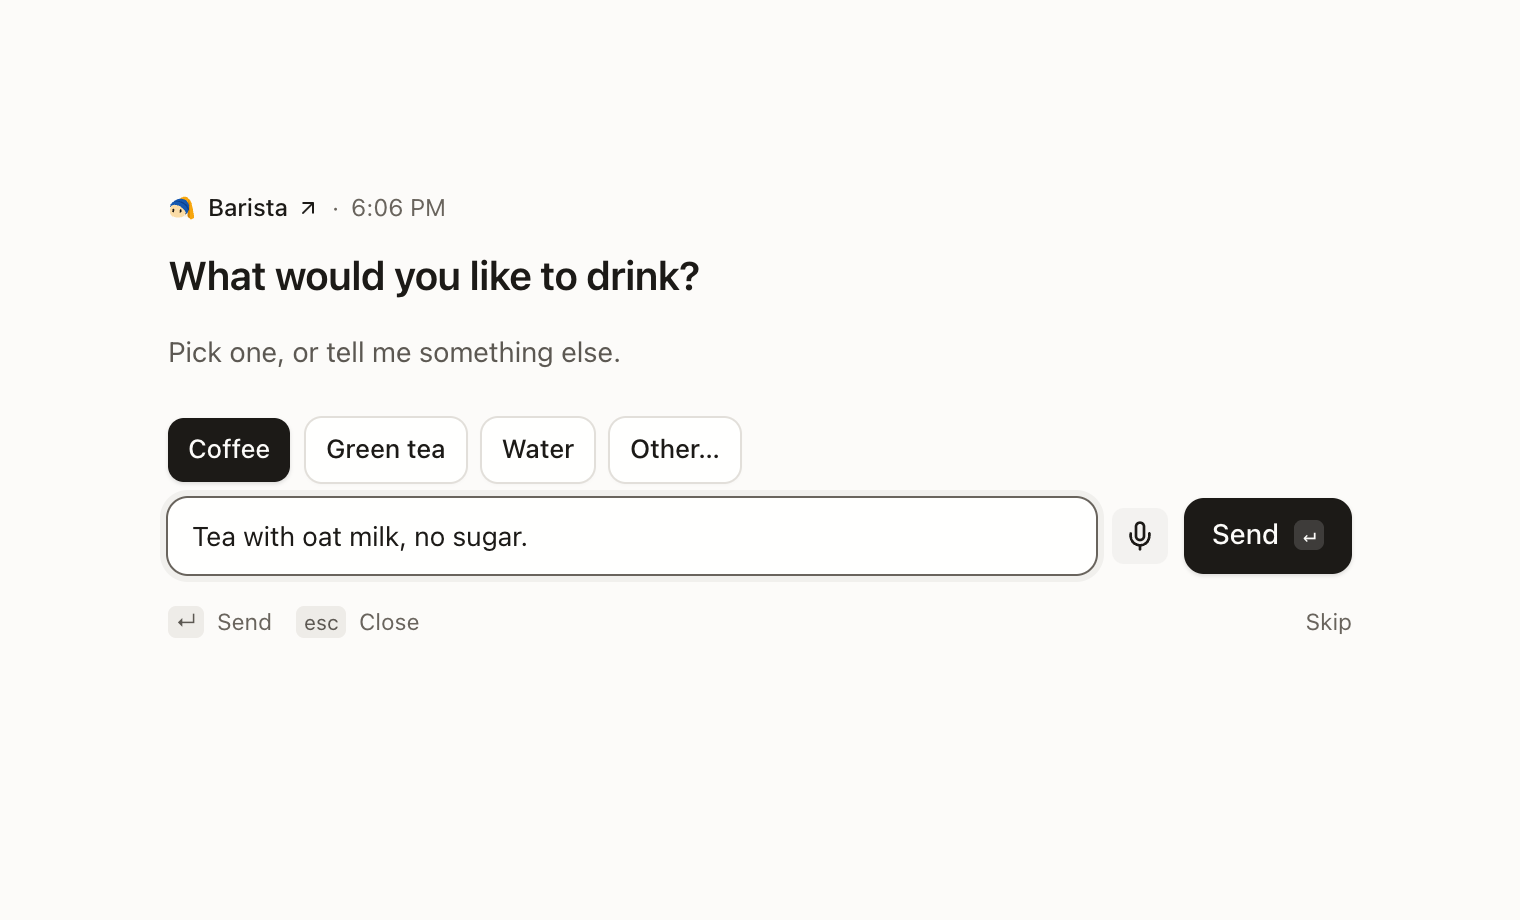 Barista · 6:06 PM
What would you like to drink?
Pick one, or tell me something else.
Coffee Green tea Water Other...
Tea with oat milk, no sugar. Send
Send esc Close Skip